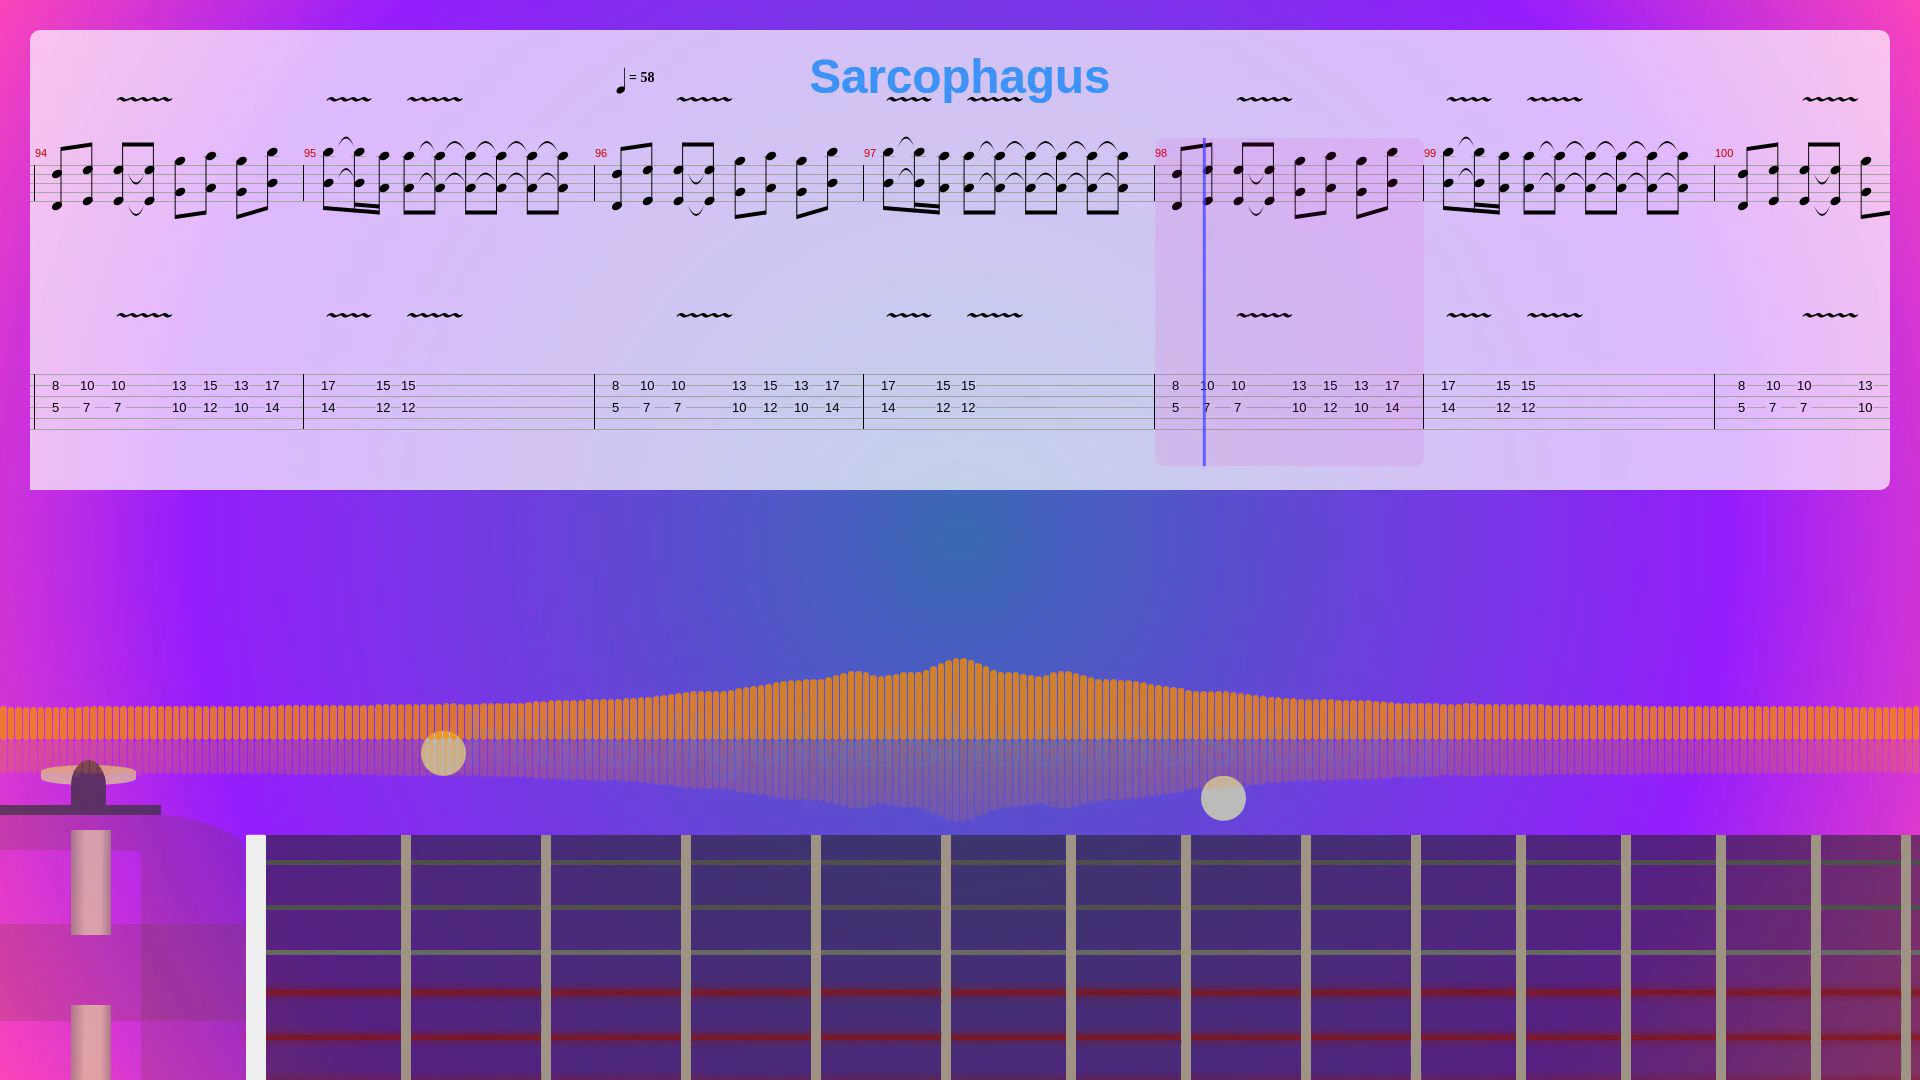 Sarcophagus
= 58
94 95 96 97 98 99 100
8 10 10 13 15 13 17 17 15 15 8 10 10 13 15 13 17 17 15 15 8 10 10 13 15 13 17 17 15 15 8 10 10 13
5 7 7 10 12 10 14 14 12 12 5 7 7 10 12 10 14 14 12 12 5 7 7 10 12 10 14 14 12 12 5 7 7 10